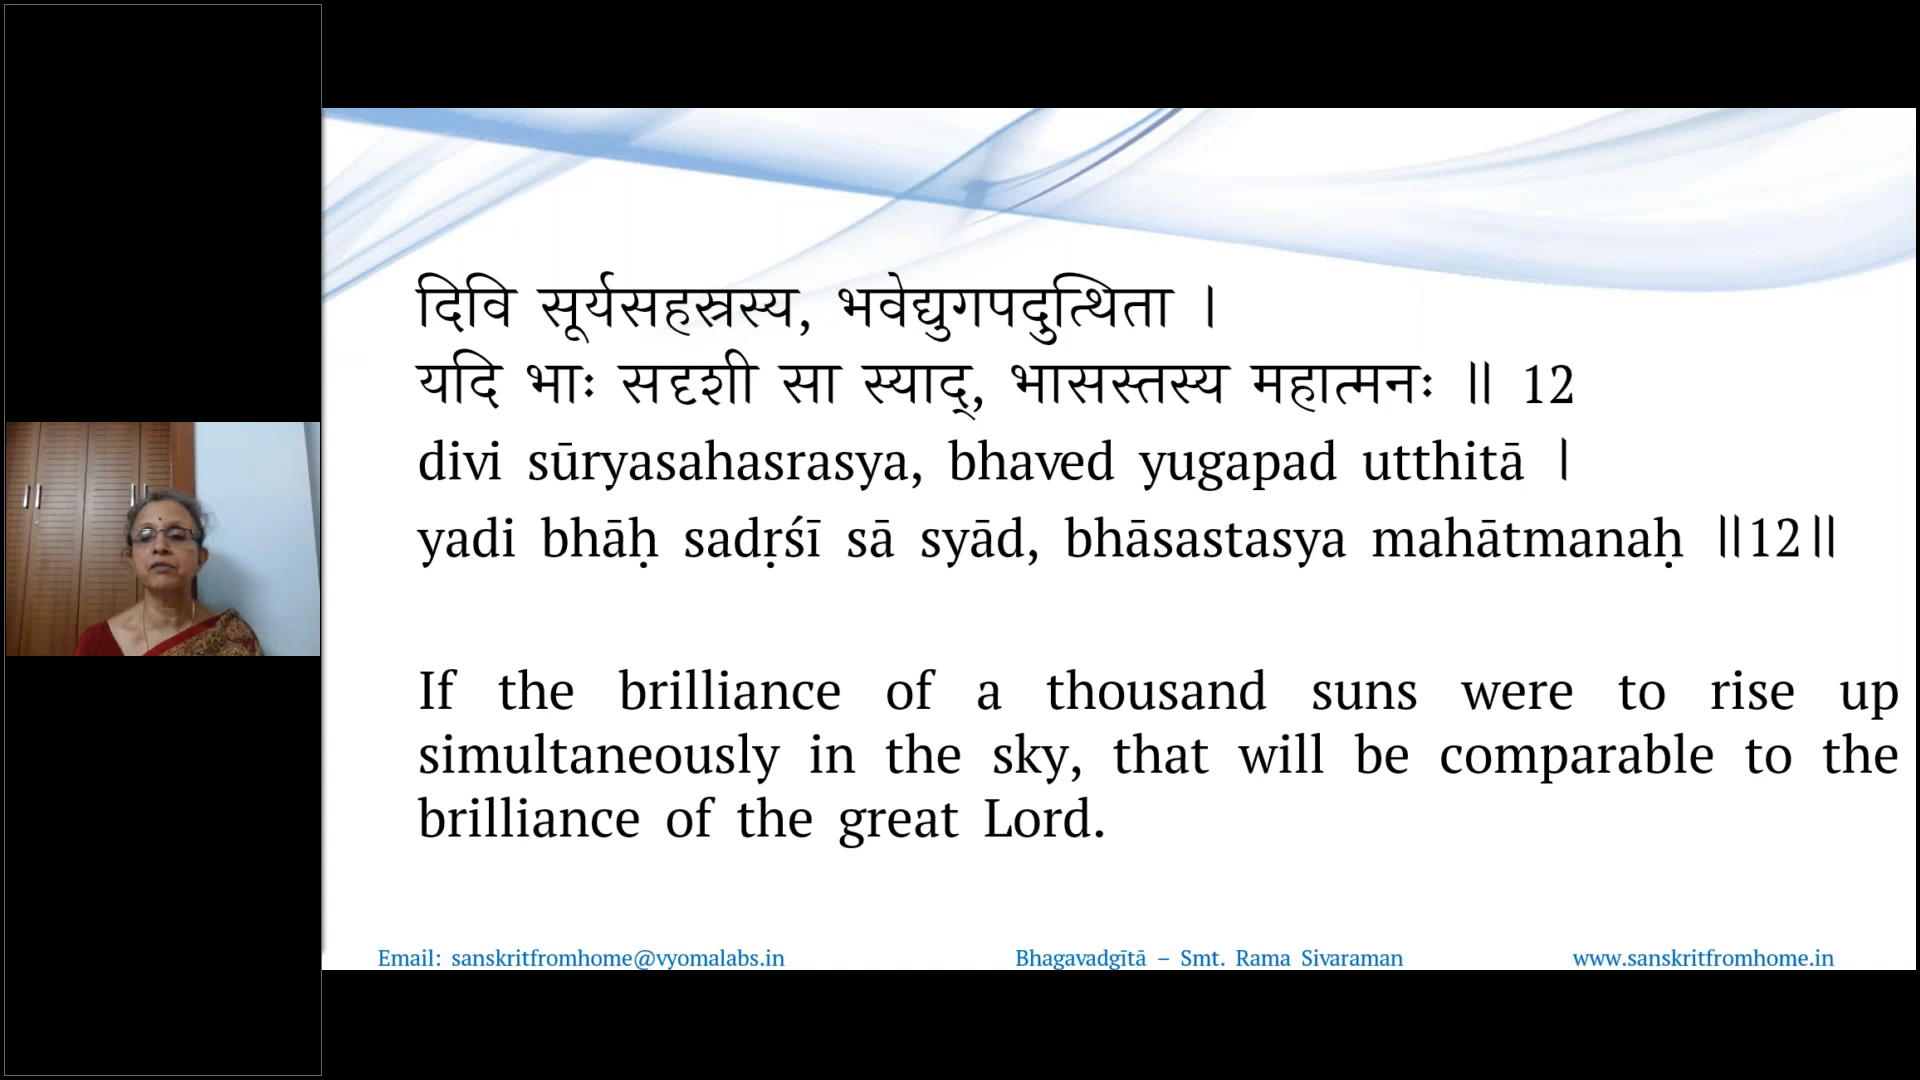 दिवि सूर्यसहस्रस्य, भवेद्युगपदुत्थिता ।
यदि भाः सदृशी सा स्याद्, भासस्तस्य महात्मनः ॥ 12
divi sūryasahasrasya, bhaved yugapad utthitā ।
yadi bhāḥ sadṛśī sā syād, bhāsastasya mahātmanaḥ ॥12॥
If the brilliance of a thousand suns were to rise up
simultaneously in the sky, that will be comparable to the
brilliance of the great Lord.
Email: sanskritfromhome@vyomalabs.in Bhagavadgītā – Smt. Rama Sivaraman www.sanskritfromhome.in